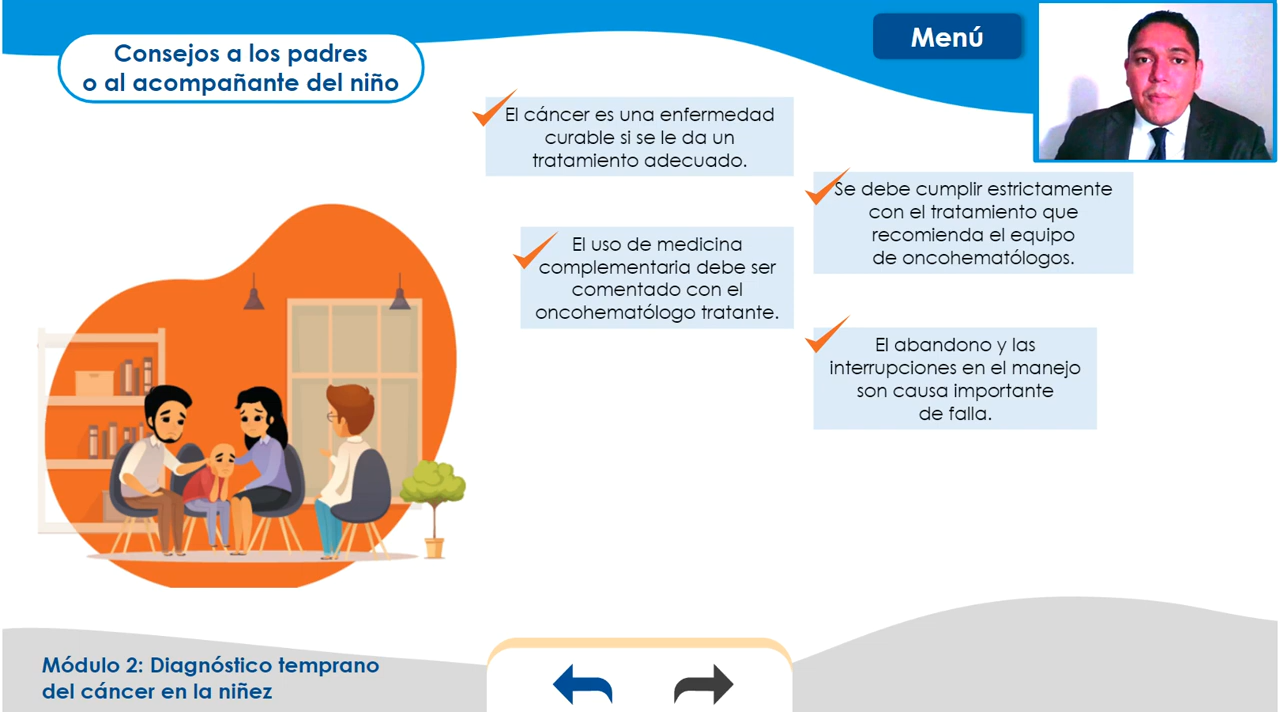 Consejos a los padres
o al acompañante del niño
Menú
El cáncer es una enfermedad
curable si se le da un
tratamiento adecuado.
Se debe cumplir estrictamente
con el tratamiento que
recomienda el equipo
de oncohematólogos.
El uso de medicina
complementaria debe ser
comentado con el
oncohematólogo tratante.
El abandono y las
interrupciones en el manejo
son causa importante
de falla.
Módulo 2: Diagnóstico temprano
del cáncer en la niñez